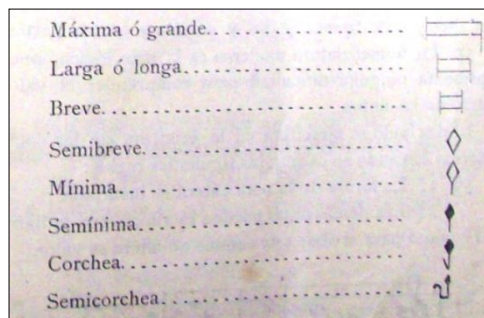 Máxima ó grande.
Larga ó longa.
Breve.
Semibreve.
Mínima.
Semínima.
Corchea.
Semicorchea.